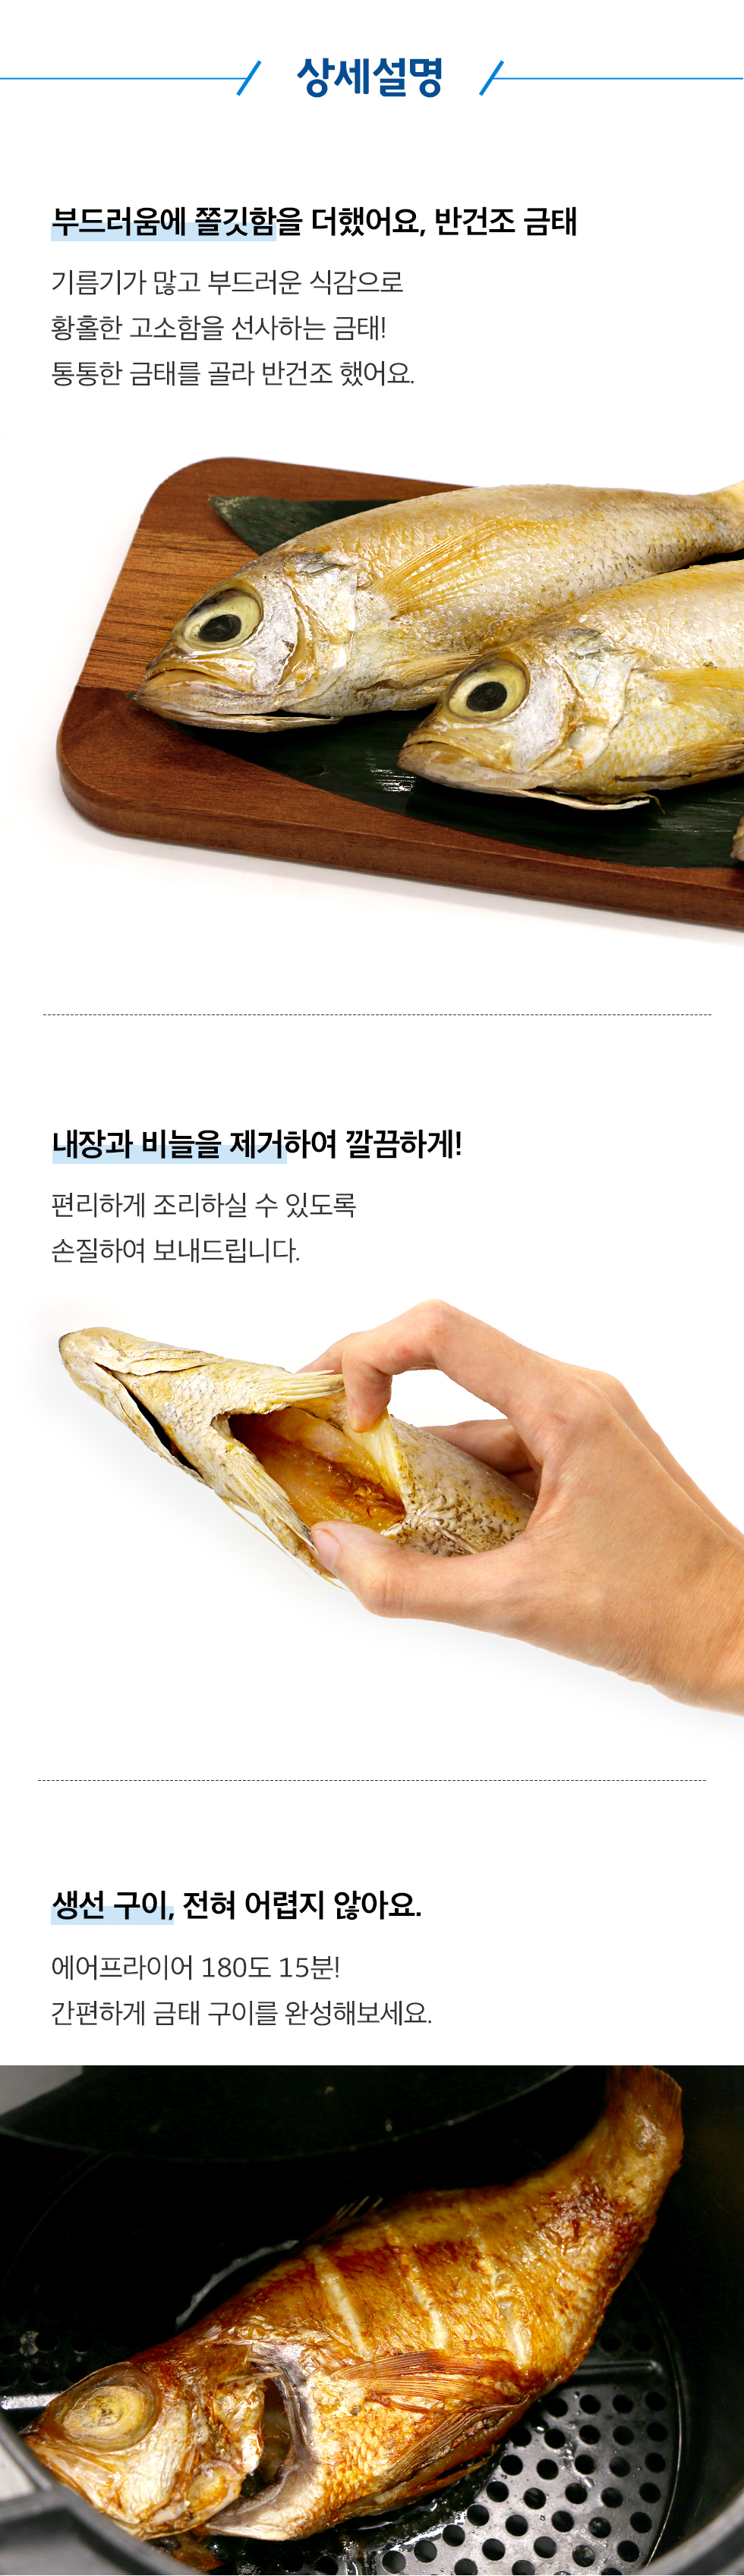 상세설명
부드러움에 쫄깃함을 더했어요, 반건조 금태
기름기가 많고 부드러운 식감으로
황홀한 고소함을 선사하는 금태!
통통한 금태를 골라 반건조 했어요.
내장과 비늘을 제거하여 깔끔하게!
편리하게 조리하실 수 있도록
손질하여 보내드립니다.
생선 구이, 전혀 어렵지 않아요.
에어프라이어 180도 15분!
간편하게 금태 구이를 완성해보세요.